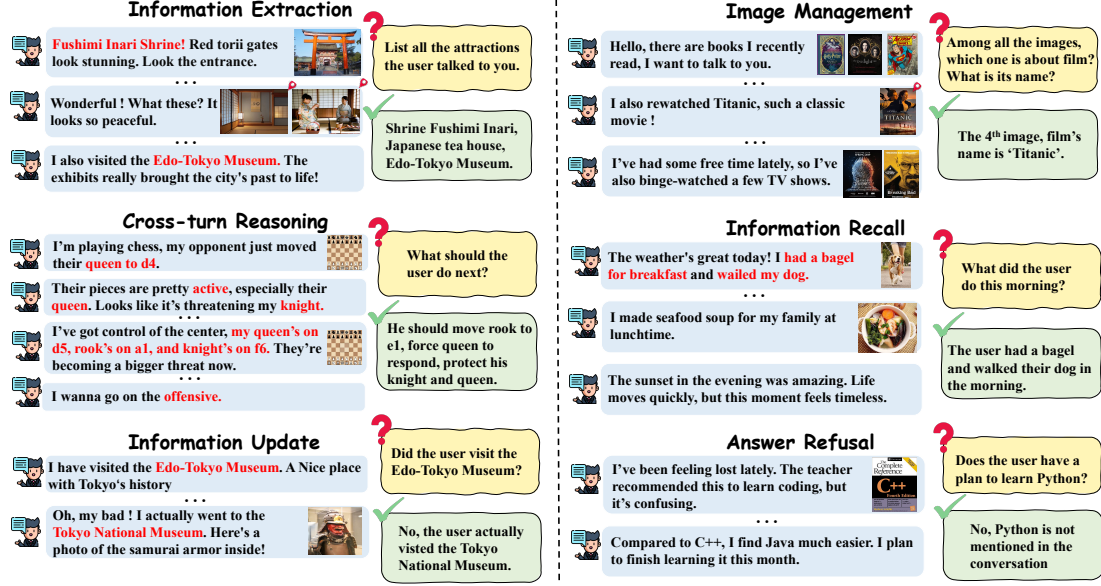 Information Extraction
Fushimi Inari Shrine! Red torii gates
look stunning. Look the entrance.
...
Wonderful ! What these? It
looks so peaceful.
I also visited the Edo-Tokyo Museum. The
exhibits really brought the city's past to life!
?
List all the attractions
the user talked to you.
Shrine Fushimi Inari,
Japanese tea house,
Edo-Tokyo Museum.
Cross-turn Reasoning
I'm playing chess, my opponent just moved
their queen to d4.
Their pieces are pretty active, especially their
queen. Looks like it's threatening my knight.
...
I've got control of the center, my queen's on
d5, rook's on a1, and knight's on f6. They're
becoming a bigger threat now.
...
I wanna go on the offensive.
?
What should the
user do next?
He should move rook to
e1, force queen to
respond, protect his
knight and queen.
Information Update
I have visited the Edo-Tokyo Museum. A Nice place
with Tokyo's history
...
Oh, my bad ! I actually went to the
Tokyo National Museum. Here's a
photo of the samurai armor inside!
?
Did the user visit the
Edo-Tokyo Museum?
No, the user actually
visted the Tokyo
National Museum.
Image Management
Hello, there are books I recently
read, I want to talk to you.
...
I also rewatched Titanic, such a classic
movie !
TITANIC
I've had some free time lately, so I've
also binge-watched a few TV shows.
Breaking Bad
?
Among all the images,
which one is about film?
What is its name?
The 4th image, film's
name is 'Titanic'.
Information Recall
The weather's great today! I had a bagel
for breakfast and wailed my dog.
...
I made seafood soup for my family at
lunchtime.
The sunset in the evening was amazing. Life
moves quickly, but this moment feels timeless.
?
What did the user
do this morning?
The user had a bagel
and walked their dog in
the morning.
Answer Refusal
I've been feeling lost lately. The teacher
recommended this to learn coding, but
it's confusing.
Complete
Reference
C++
Fourth Edition
...
Compared to C++, I find Java much easier. I plan
to finish learning it this month.
?
Does the user have a
plan to learn Python?
No, Python is not
mentioned in the
conversation